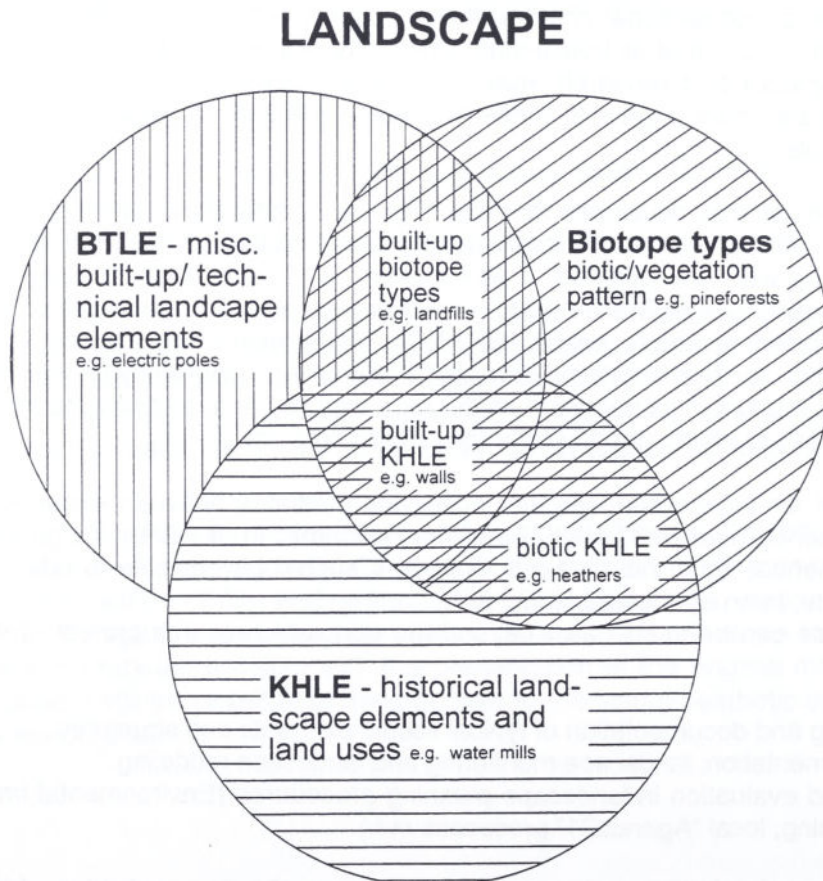 LANDSCAPE
BTLE - misc.
built-up/ tech-
nical landcape
elements
e.g. electric poles
built-up
biotope
types
e.g. landfills
Biotope types
biotic/vegetation
pattern e.g. pineforests
built-up
KHLE
e.g. walls
biotic KHLE
e.g. heathers
KHLE - historical land-
scape elements and
land uses e.g. water mills